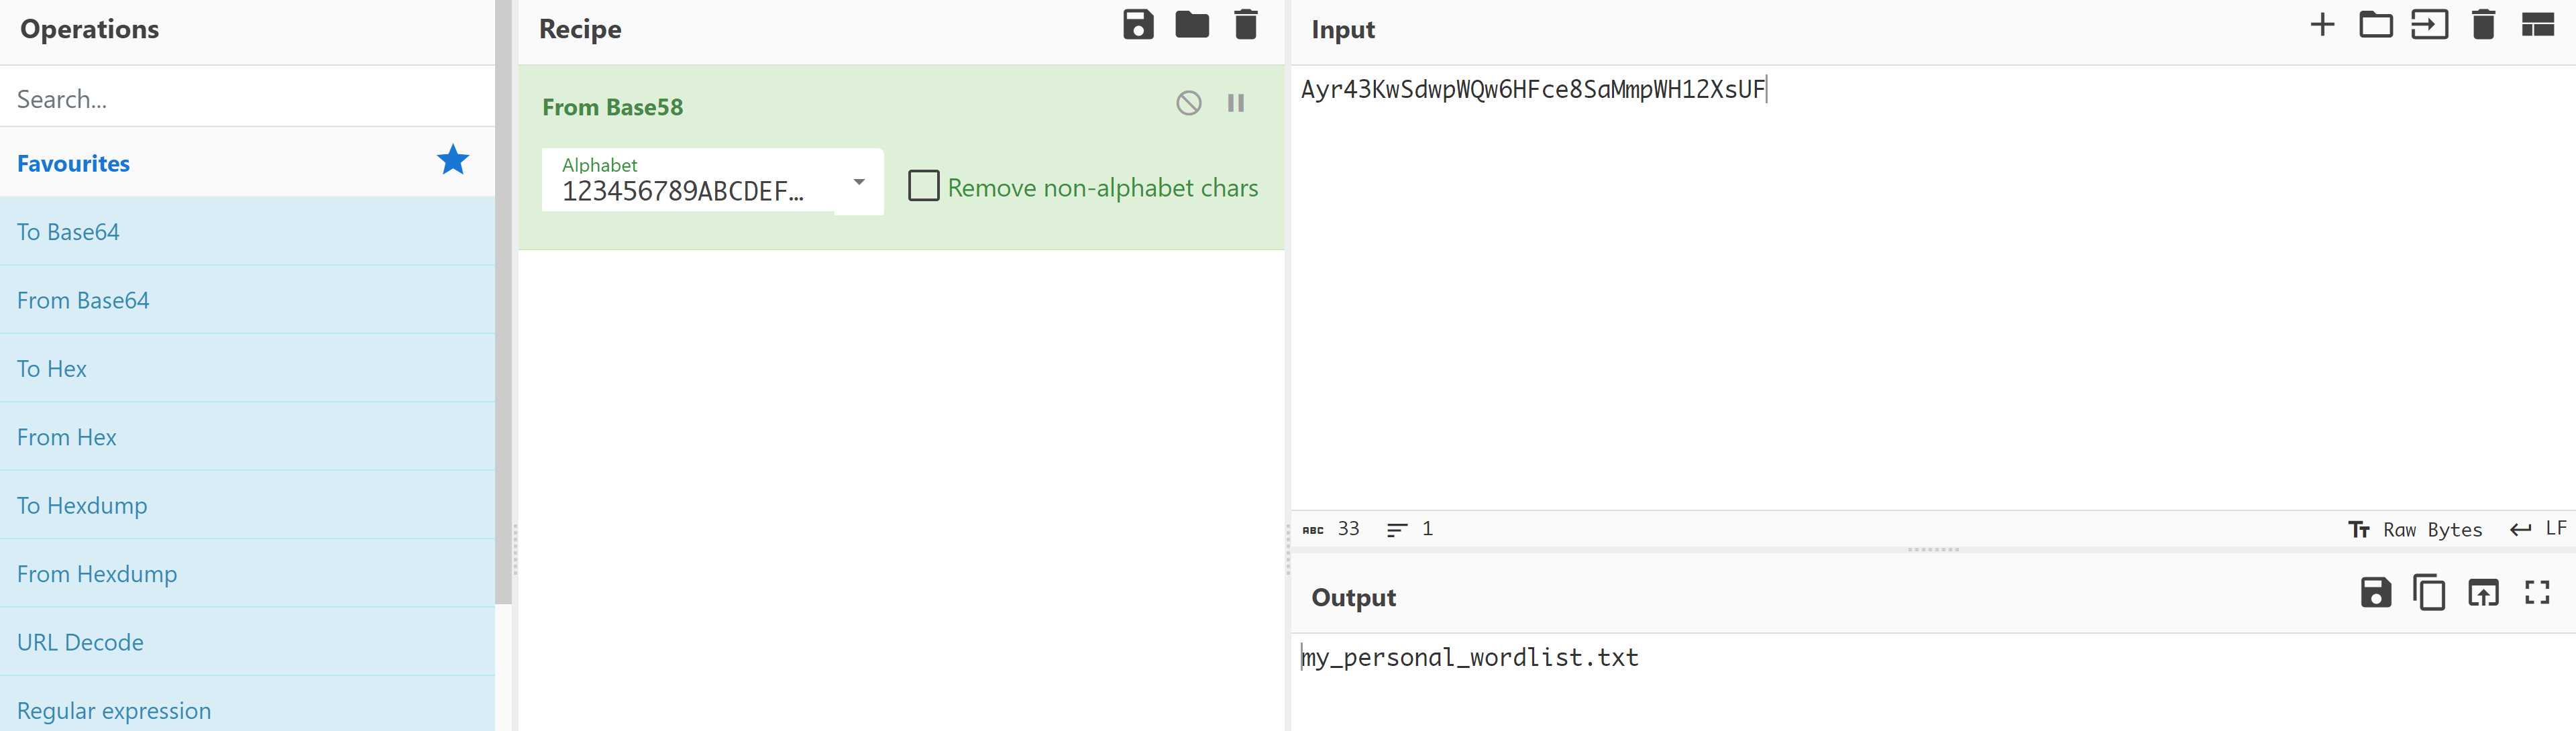 Operations
Search...
Favourites
To Base64
From Base64
To Hex
From Hex
To Hexdump
From Hexdump
URL Decode
Regular expression
Recipe
From Base58
Alphabet
123456789ABCDEF...
Remove non-alphabet chars
Input
Ayr43KwSdwpWQw6HFce8SaMmpWH12XsUF
ABC 33 1
Tт Raw Bytes LF
Output
my_personal_wordlist.txt